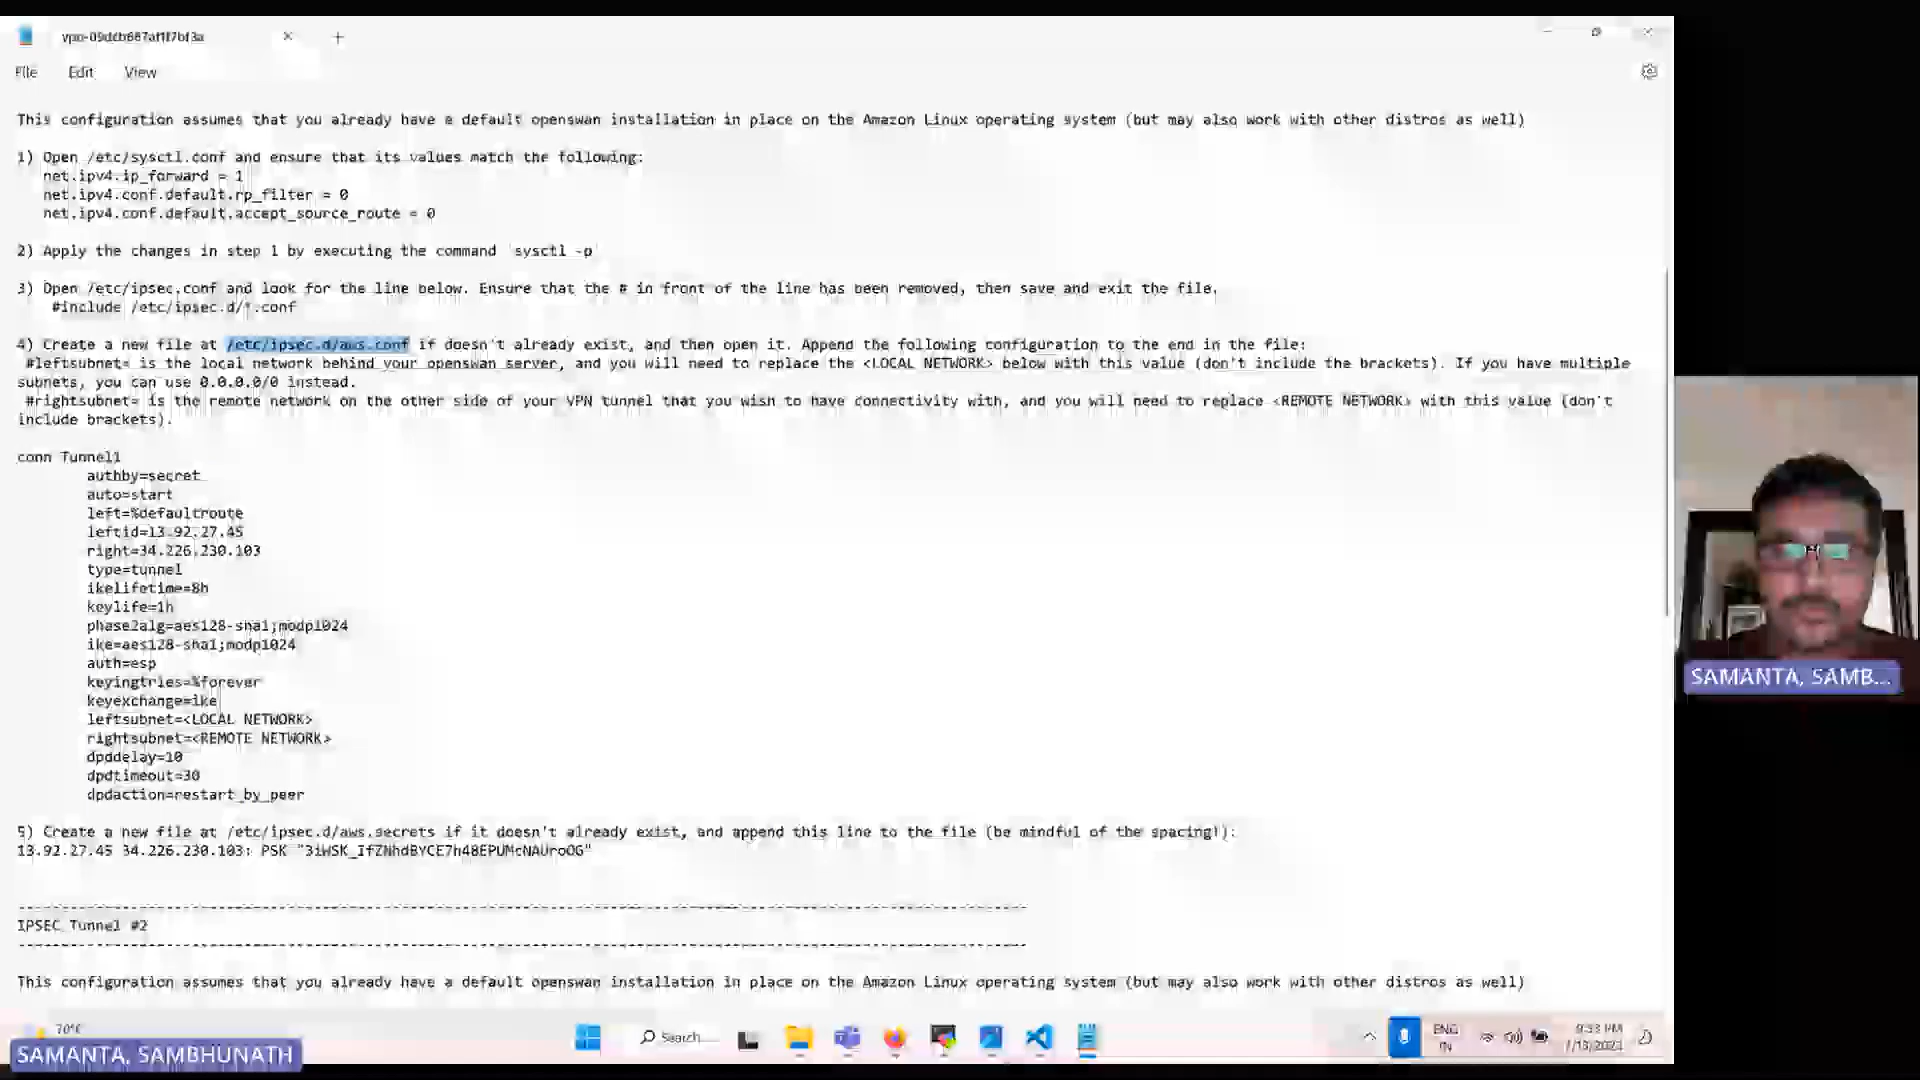 vpn-09dcb667af1f7bf3a
File Edit View
This configuration assumes that you already have a default openswan installation in place on the Amazon Linux operating system (but may also work with other distros as well)
1) Open /etc/sysctl.conf and ensure that its values match the following:
net.ipv4.ip_forward = 1
net.ipv4.conf.default.rp_filter = 0
net.ipv4.conf.default.accept_source_route = 0
2) Apply the changes in step 1 by executing the command 'sysctl -p'
3) Open /etc/ipsec.conf and look for the line below. Ensure that the # in front of the line has been removed, then save and exit the file.
#include /etc/ipsec.d/*.conf
4) Create a new file at /etc/ipsec.d/aws.conf if doesn't already exist, and then open it. Append the following configuration to the end in the file:
#leftsubnet= is the local network behind your openswan server, and you will need to replace the <LOCAL NETWORK> below with this value (don't include the brackets). If you have multiple
subnets, you can use 0.0.0.0/0 instead.
#rightsubnet= is the remote network on the other side of your VPN tunnel that you wish to have connectivity with, and you will need to replace <REMOTE NETWORK> with this value (don't
include brackets).
conn Tunnel1
authby=secret
auto=start
left=%defaultroute
leftid=13.92.27.45
right=34.226.230.103
type=tunnel
ikelifetime=8h
keylife=1h
phase2alg=aes128-sha1;modp1024
ike=aes128-sha1;modp1024
auth=esp
keyingtries=%forever
keyexchange=ike
leftsubnet=<LOCAL NETWORK>
rightsubnet=<REMOTE NETWORK>
dpddelay=10
dpdtimeout=30
dpdaction=restart_by_peer
5) Create a new file at /etc/ipsec.d/aws.secrets if it doesn't already exist, and append this line to the file (be mindful of the spacing!):
13.92.27.45 34.226.230.103: PSK "3iWSK_IfZNhdBYCE7h48EPUMcNAUroOG"
IPSEC Tunnel #2
This configuration assumes that you already have a default openswan installation in place on the Amazon Linux operating system (but may also work with other distros as well)
70°F
Search
ENG
IN
9:53 PM
SAMANTA, SAMBHUNATH
SAMANTA, SAMB...